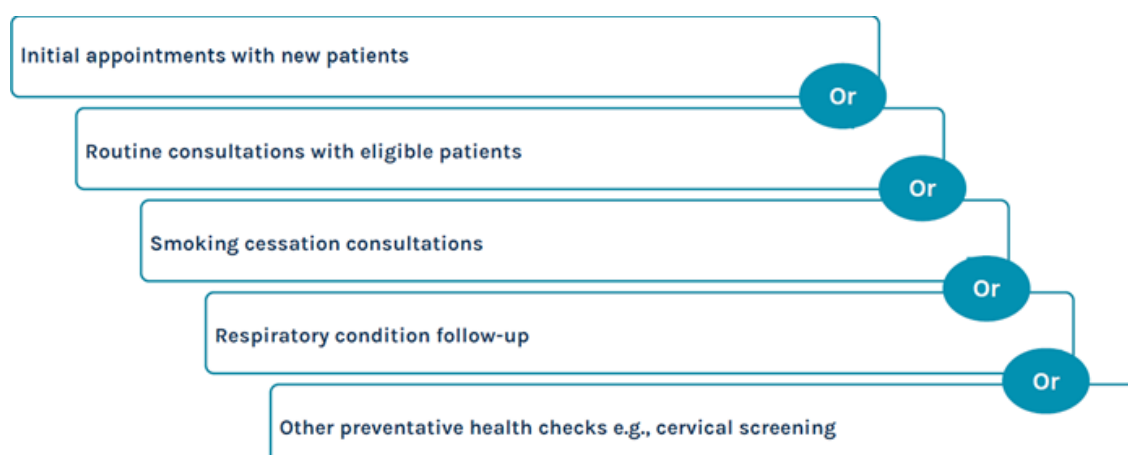 Initial appointments with new patients
Or
Routine consultations with eligible patients
Or
Smoking cessation consultations
Or
Respiratory condition follow-up
Or
Other preventative health checks e.g., cervical screening